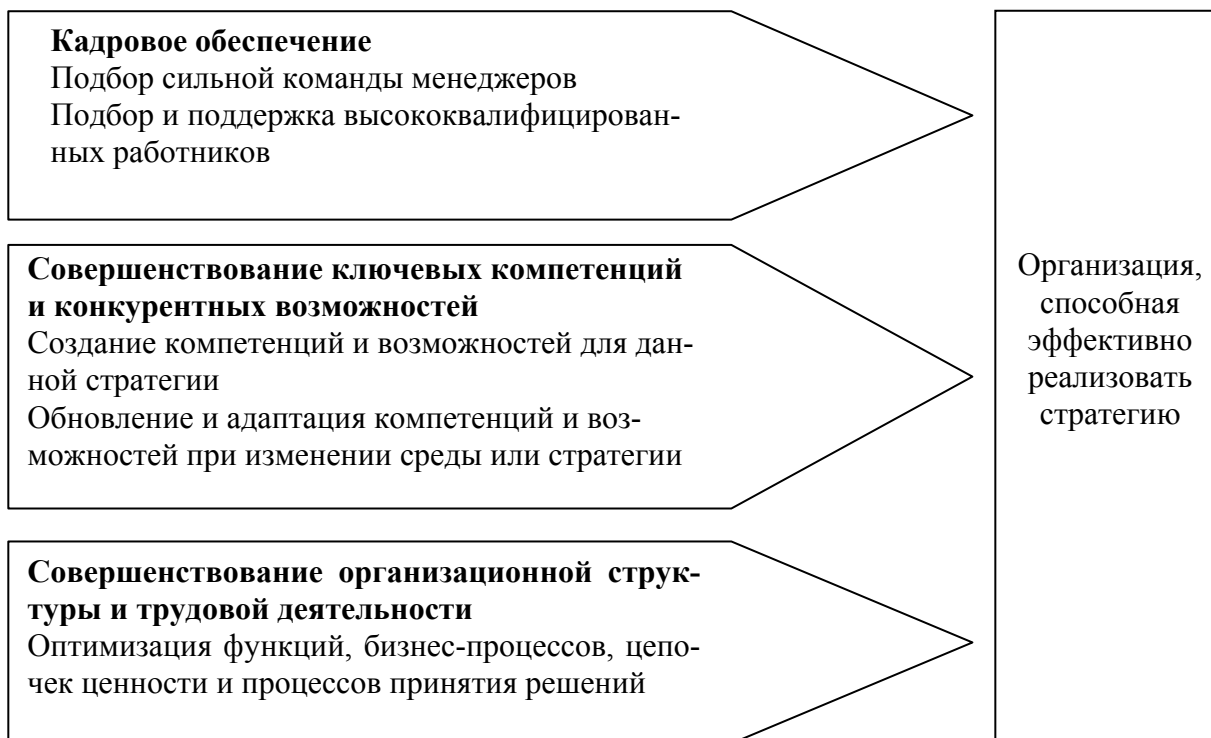 Кадровое обеспечение
Подбор сильной команды менеджеров
Подбор и поддержка высококвалифицирован-
ных работников
Совершенствование ключевых компетенций
и конкурентных возможностей
Создание компетенций и возможностей для дан-
ной стратегии
Обновление и адаптация компетенций и воз-
можностей при изменении среды или стратегии
Совершенствование организационной струк-
туры и трудовой деятельности
Оптимизация функций, бизнес-процессов, цепо-
чек ценности и процессов принятия решений
Организация,
способная
эффективно
реализовать
стратегию